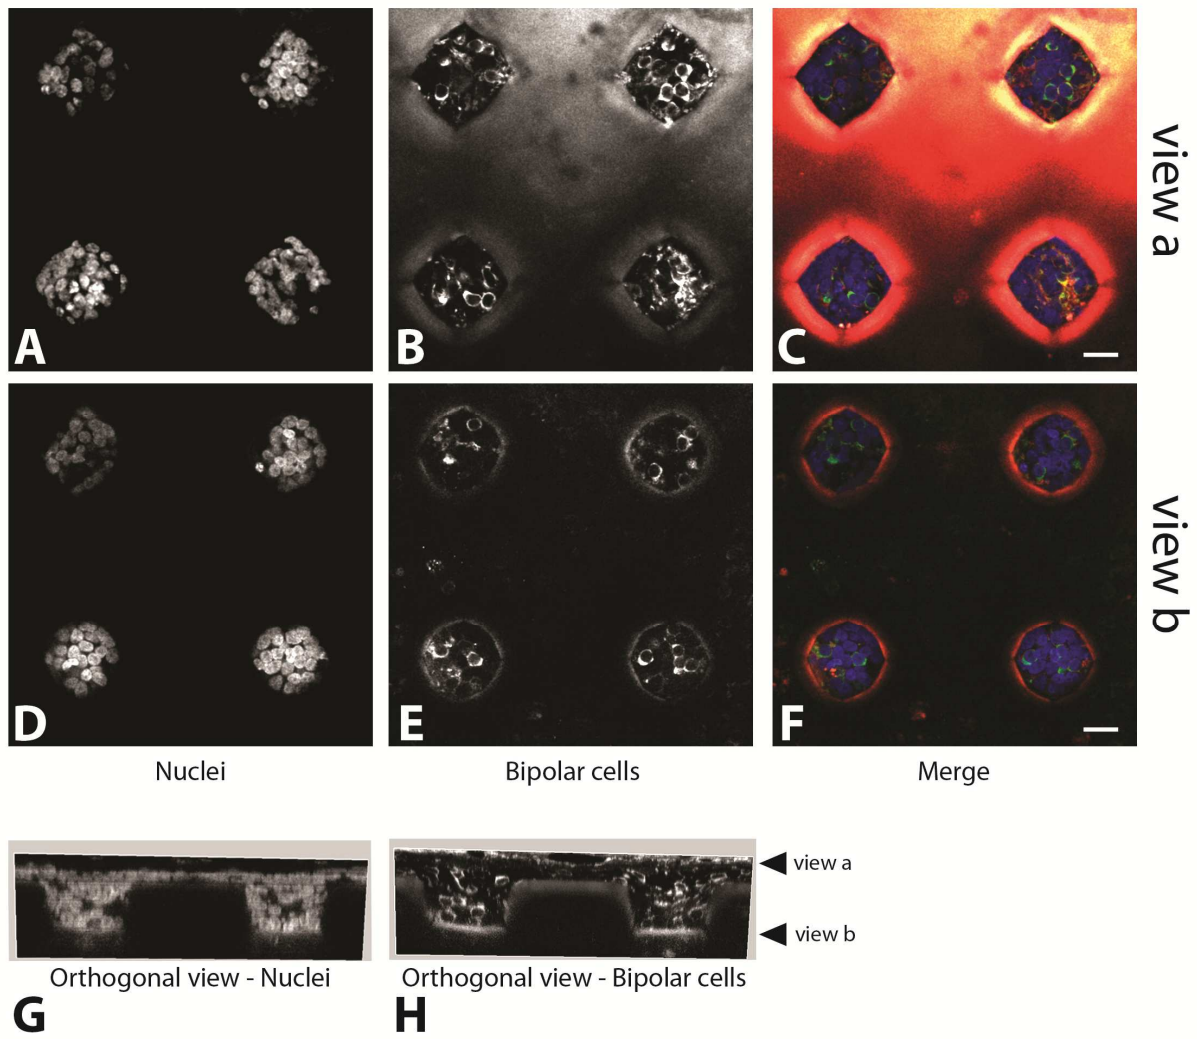 view a
A
B
C
view b
D
E
F
Nuclei
Bipolar cells
Merge
view a
view b
Orthogonal view - Nuclei
Orthogonal view - Bipolar cells
G
H